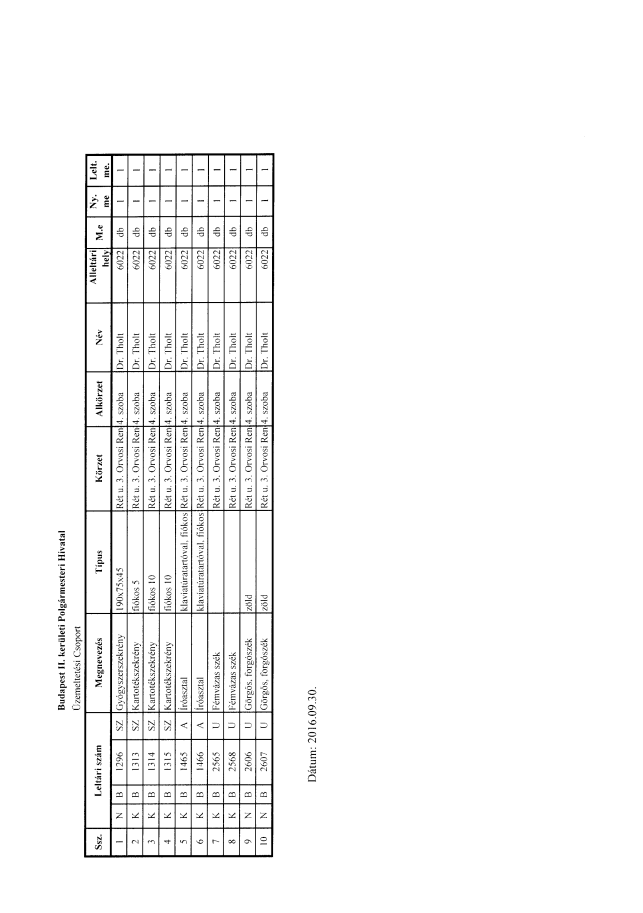 Budapest II. kerületi Polgármesteri Hivatal
Üzemeltetési Csoport
Ssz. Leltári szám Megnevezés Típus Körzet Alkörzet Név Alleltári hely M.e Ny. me Lelt. me.
1 N B 1296 SZ Gyógyszerszekrény 190x75x45 Rét u. 3. Orvosi Ren 4. szoba Dr. Tholt 6022 db 1 1
2 K B 1313 SZ Kartotékszekrény fiókos 5 Rét u. 3. Orvosi Ren 4. szoba Dr. Tholt 6022 db 1 1
3 K B 1314 SZ Kartotékszekrény fiókos 10 Rét u. 3. Orvosi Ren 4. szoba Dr. Tholt 6022 db 1 1
4 K B 1315 SZ Kartotékszekrény fiókos 10 Rét u. 3. Orvosi Ren 4. szoba Dr. Tholt 6022 db 1 1
5 K B 1465 A Íróasztal klaviatúratartóval, fiókos Rét u. 3. Orvosi Ren 4. szoba Dr. Tholt 6022 db 1 1
6 K B 1466 A Íróasztal klaviatúratartóval, fiókos Rét u. 3. Orvosi Ren 4. szoba Dr. Tholt 6022 db 1 1
7 K B 2565 U Fémvázas szék Rét u. 3. Orvosi Ren 4. szoba Dr. Tholt 6022 db 1 1
8 K B 2568 U Fémvázas szék Rét u. 3. Orvosi Ren 4. szoba Dr. Tholt 6022 db 1 1
9 N B 2606 U Görgős, forgószék zöld Rét u. 3. Orvosi Ren 4. szoba Dr. Tholt 6022 db 1 1
10 N B 2607 U Görgős, forgószék zöld Rét u. 3. Orvosi Ren 4. szoba Dr. Tholt 6022 db 1 1
Dátum: 2016.09.30.